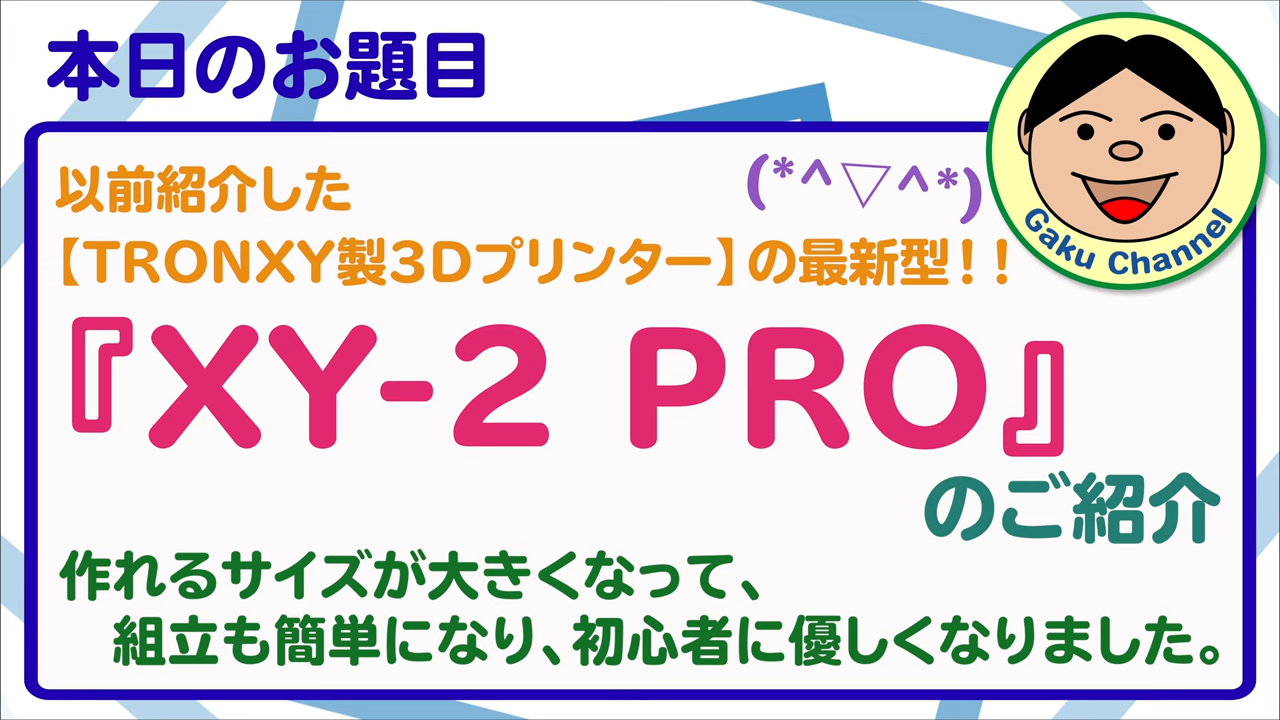 本日のお題目
以前紹介した
(*^▽^*)
【TRONXY製3Dプリンター】の最新型！！
『XY-2 PRO』
のご紹介
作れるサイズが大きくなって、
組立も簡単になり、初心者に優しくなりました。
Gaku Channel